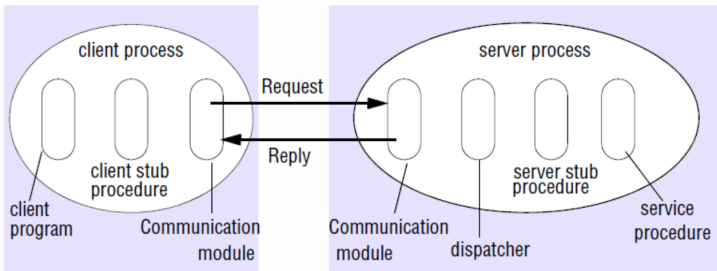 client process
server process
Request
Reply
client stub
procedure
server stub
procedure
client
program
Communication
module
Communication
module
dispatcher
service
procedure